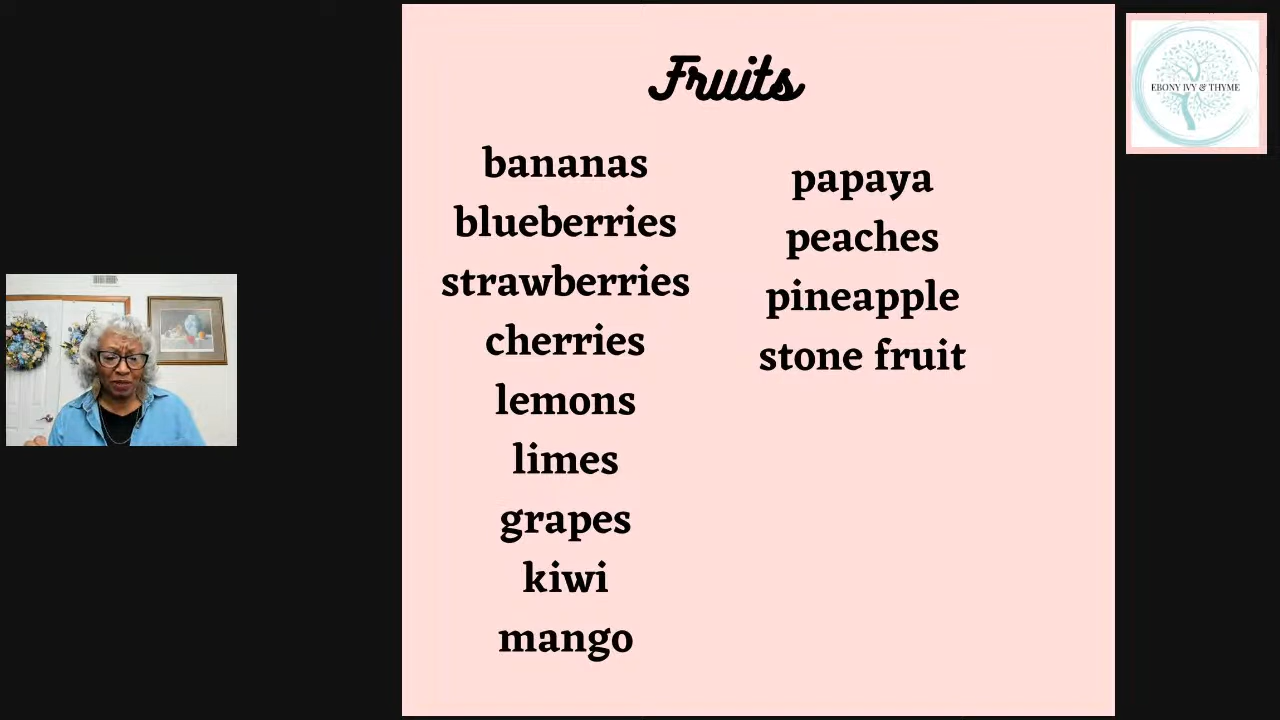 Fruits
bananas
blueberries
strawberries
cherries
lemons
limes
grapes
kiwi
mango
papaya
peaches
pineapple
stone fruit
EBONY IVY & THYME